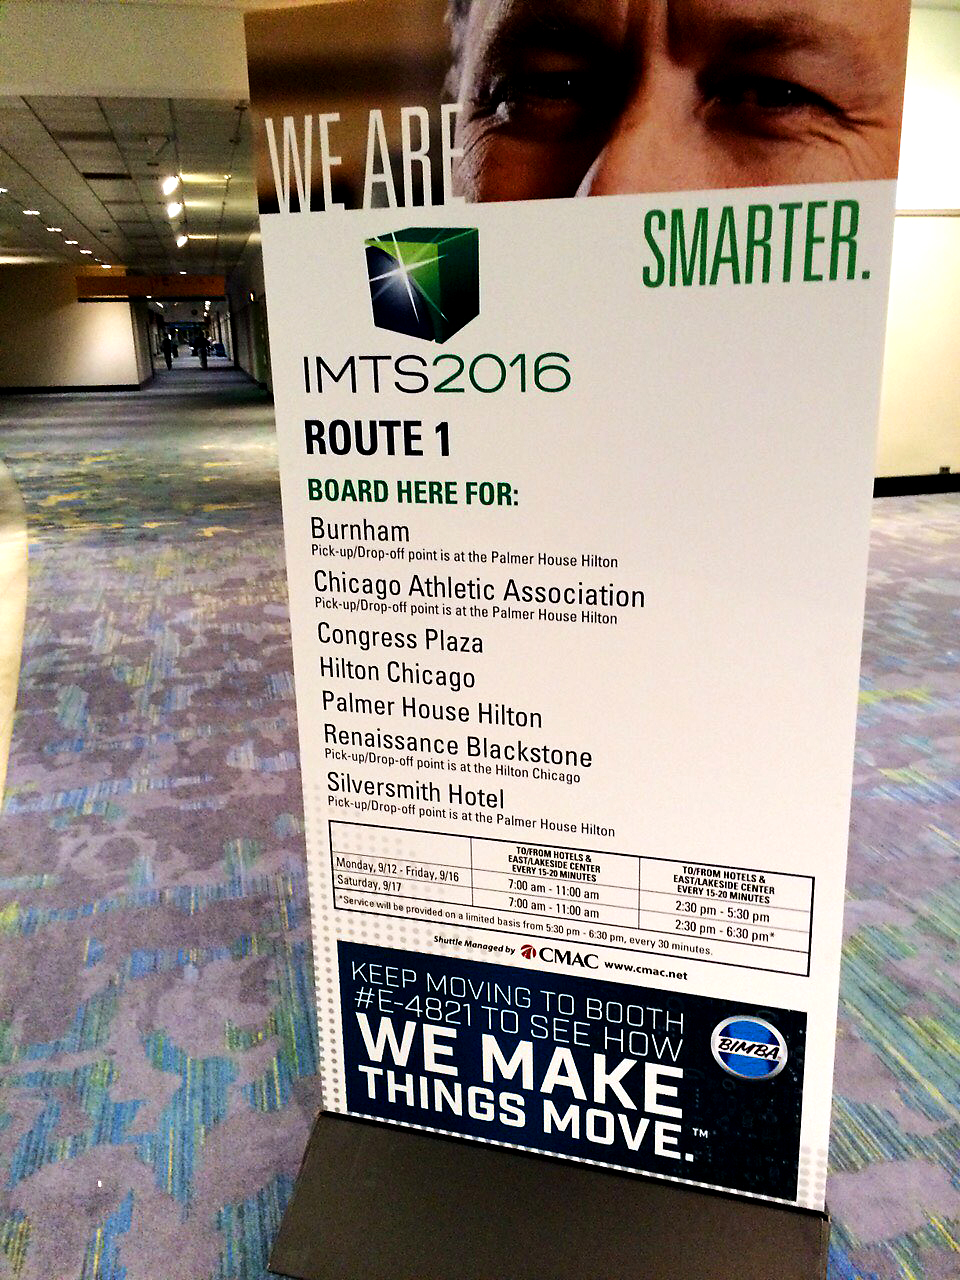 WE ARE
SMARTER.
IMTS2016
ROUTE 1
BOARD HERE FOR:
Burnham
Pick-up/Drop-off point is at the Palmer House Hilton
Chicago Athletic Association
Pick-up/Drop-off point is at the Palmer House Hilton
Congress Plaza
Hilton Chicago
Palmer House Hilton
Renaissance Blackstone
Pick-up/Drop-off point is at the Hilton Chicago
Silversmith Hotel
Pick-up/Drop-off point is at the Palmer House Hilton
TO/FROM HOTELS &
EAST/LAKESIDE CENTER
EVERY 15-20 MINUTES
TO/FROM HOTELS &
EAST/LAKESIDE CENTER
EVERY 15-20 MINUTES
Monday, 9/12 - Friday, 9/16 7:00 am - 11:00 am 2:30 pm - 5:30 pm
Saturday, 9/17 7:00 am - 11:00 am 2:30 pm - 6:30 pm*
*Service will be provided on a limited basis from 5:30 pm - 6:30 pm, every 30 minutes.
Shuttle Managed by CMAC www.cmac.net
KEEP MOVING TO BOOTH
#E-4821 TO SEE HOW
WE MAKE
THINGS MOVE.™
BIMBA